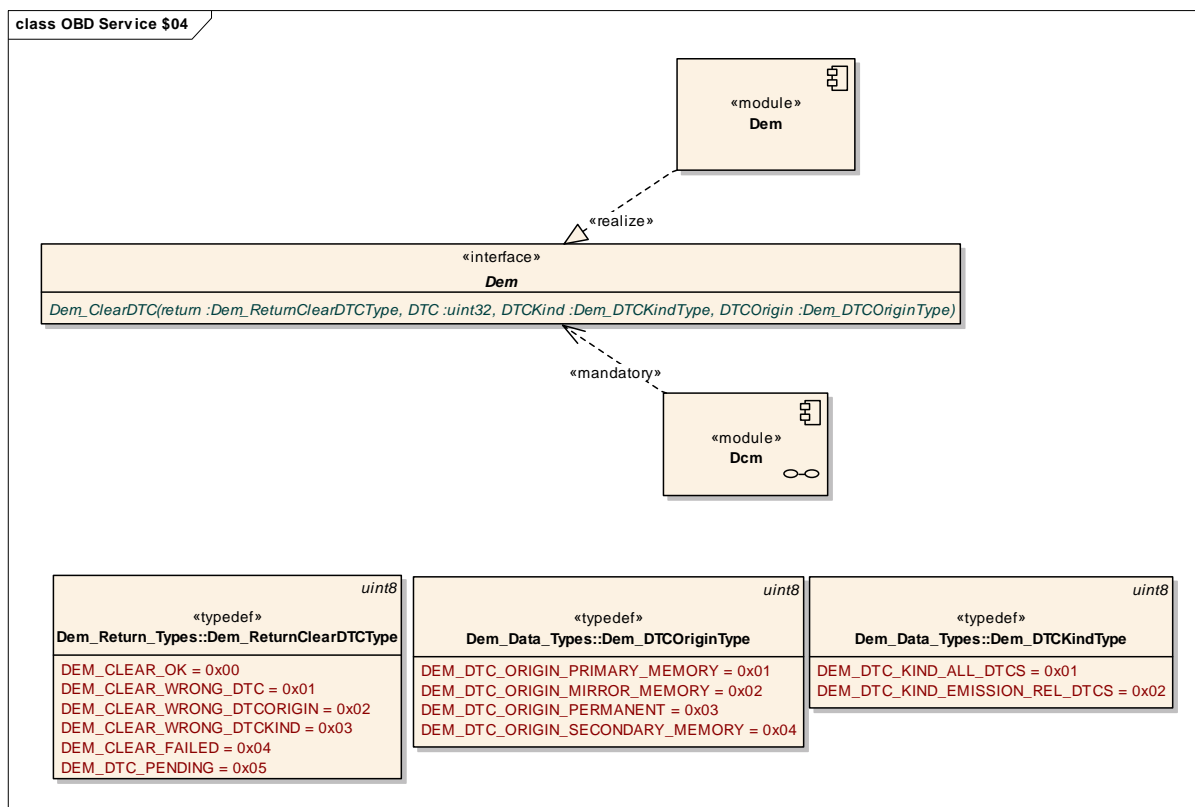 class OBD Service $04
«module»
Dem
«realize»
«interface»
Dem
Dem_ClearDTC(return :Dem_ReturnClearDTCType, DTC :uint32, DTCKind :Dem_DTCKindType, DTCOrigin :Dem_DTCOriginType)
«mandatory»
«module»
Dcm
uint8
«typedef»
Dem_Return_Types::Dem_ReturnClearDTCType
DEM_CLEAR_OK = 0x00
DEM_CLEAR_WRONG_DTC = 0x01
DEM_CLEAR_WRONG_DTCORIGIN = 0x02
DEM_CLEAR_WRONG_DTCKIND = 0x03
DEM_CLEAR_FAILED = 0x04
DEM_DTC_PENDING = 0x05
uint8
«typedef»
Dem_Data_Types::Dem_DTCOriginType
DEM_DTC_ORIGIN_PRIMARY_MEMORY = 0x01
DEM_DTC_ORIGIN_MIRROR_MEMORY = 0x02
DEM_DTC_ORIGIN_PERMANENT = 0x03
DEM_DTC_ORIGIN_SECONDARY_MEMORY = 0x04
uint8
«typedef»
Dem_Data_Types::Dem_DTCKindType
DEM_DTC_KIND_ALL_DTCS = 0x01
DEM_DTC_KIND_EMISSION_REL_DTCS = 0x02